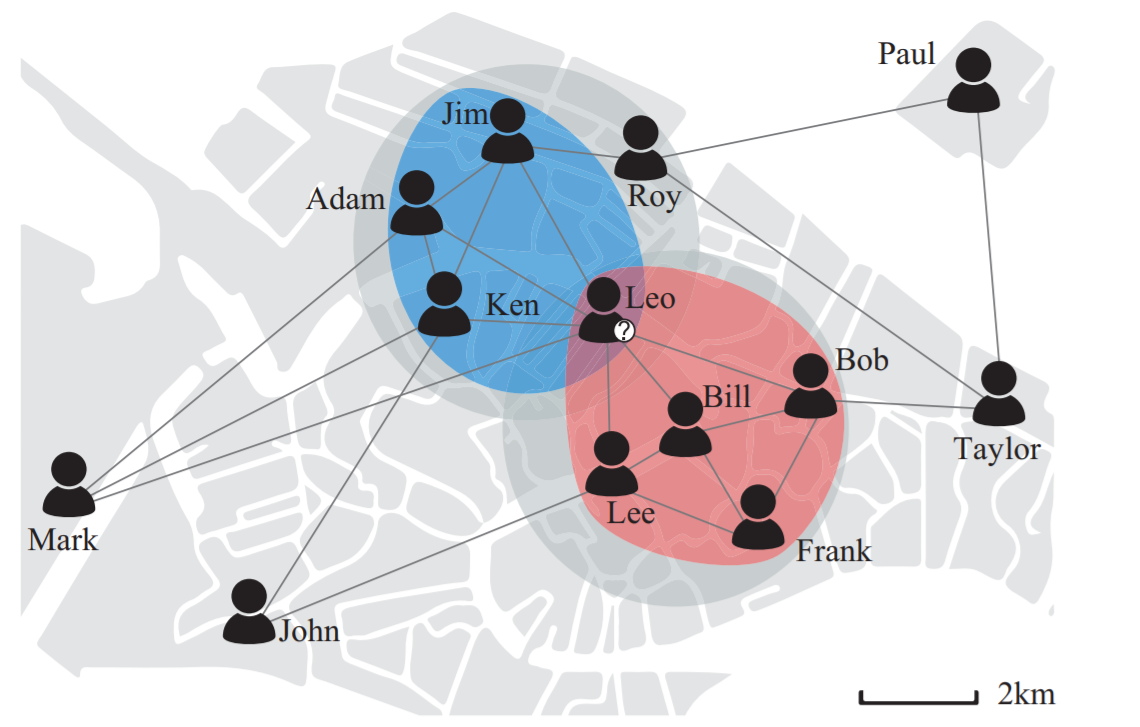 Paul
Jim
Adam
Roy
Ken
Leo
?
Bob
Bill
Taylor
Lee
Mark
Frank
John
2km